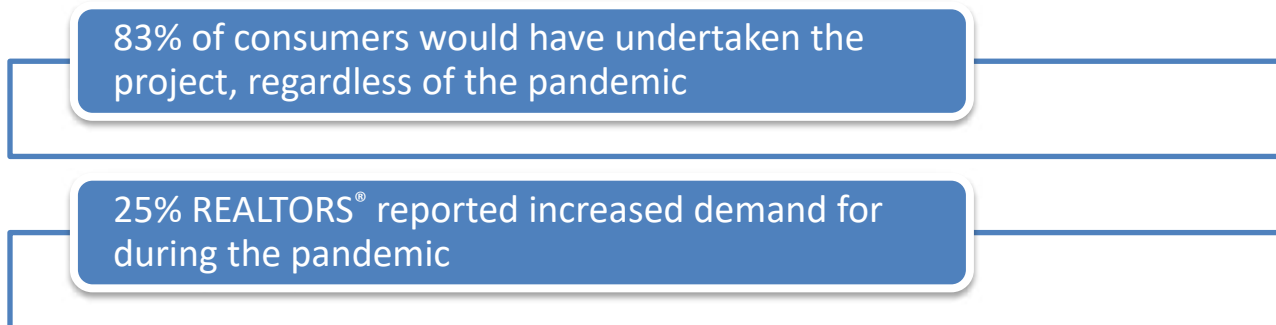 83% of consumers would have undertaken the
project, regardless of the pandemic
25% REALTORS® reported increased demand for
during the pandemic